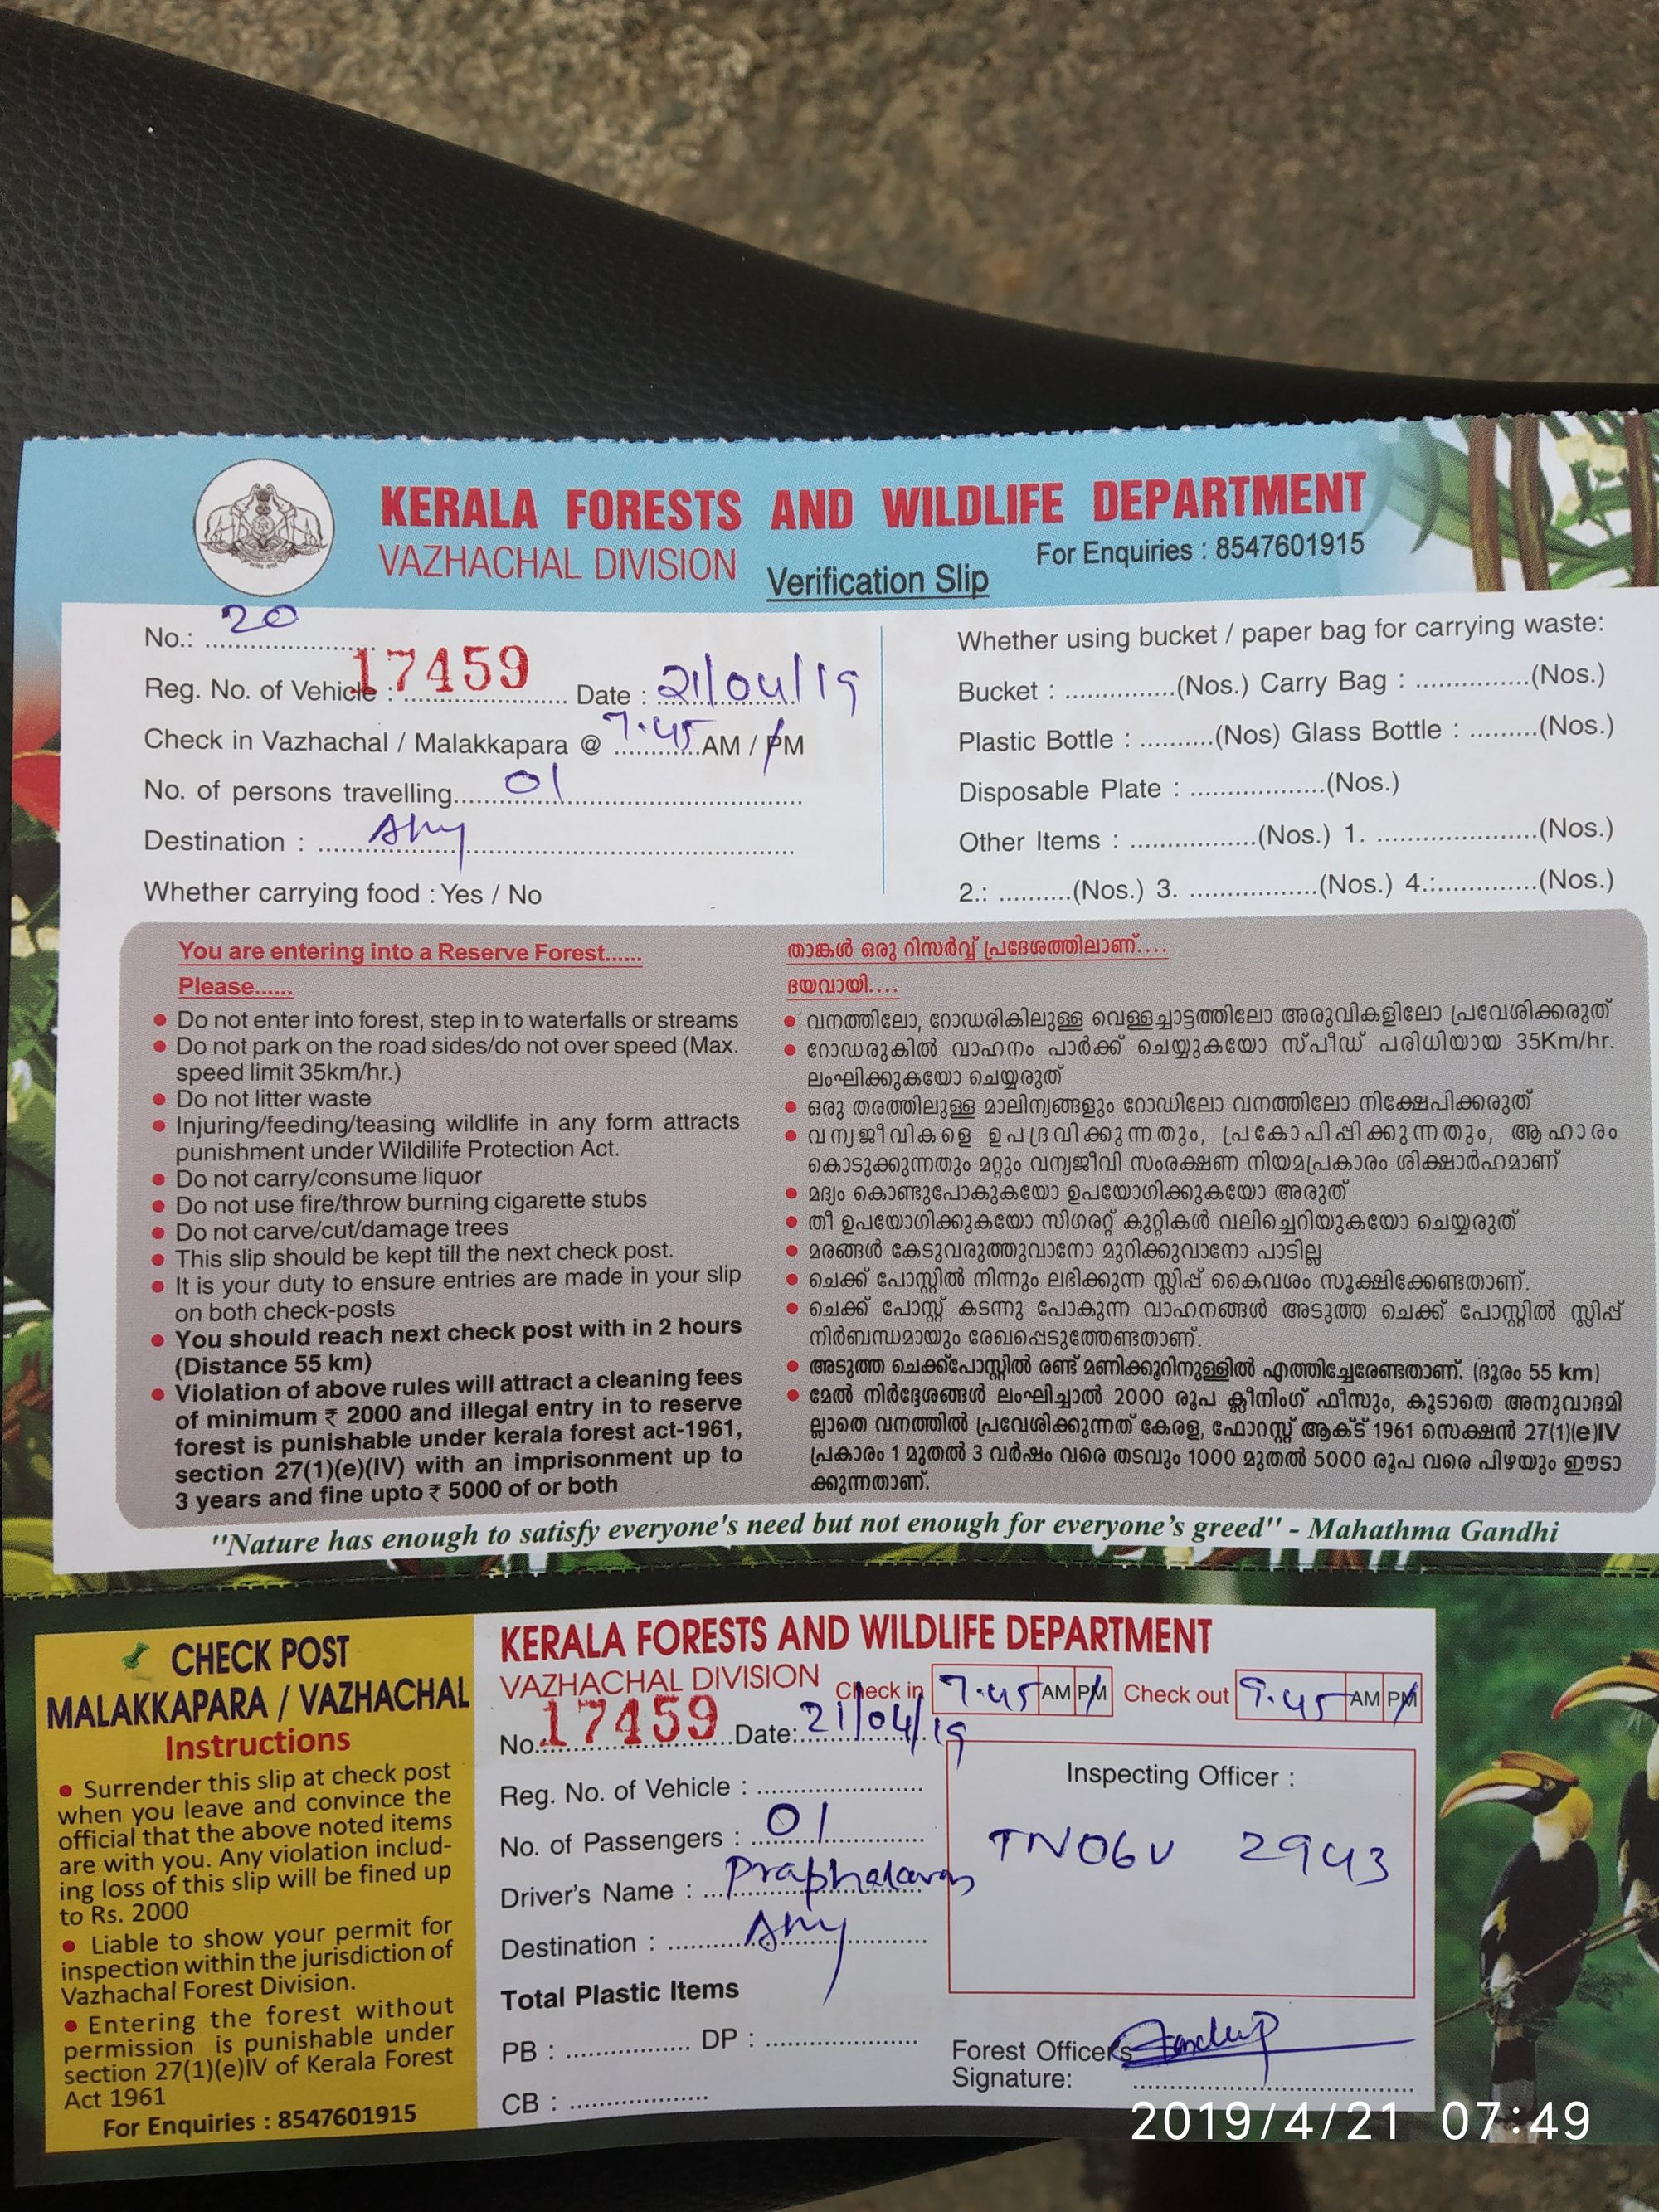 KERALA FORESTS AND WILDLIFE DEPARTMENT
VAZHACHAL DIVISION
For Enquiries : 8547601915
Verification Slip
No.: 20
17459
Reg. No. of Vehicle : Date : 21/04/19
Check in Vazhachal / Malakkapara @ 7.45 AM / PM
No. of persons travelling 01
Destination :
Whether carrying food : Yes / No
Whether using bucket / paper bag for carrying waste:
Bucket : ...............(Nos.) Carry Bag : ...............(Nos.)
Plastic Bottle : ..........(Nos) Glass Bottle : .........(Nos.)
Disposable Plate : ..................(Nos.)
Other Items : .................(Nos.) 1. .....................(Nos.)
2.: ..........(Nos.) 3. .................(Nos.) 4.:.............(Nos.)
You are entering into a Reserve Forest......
Please......
• Do not enter into forest, step in to waterfalls or streams
• Do not park on the road sides/do not over speed (Max.
speed limit 35km/hr.)
• Do not litter waste
• Injuring/feeding/teasing wildlife in any form attracts
punishment under Wildilife Protection Act.
• Do not carry/consume liquor
• Do not use fire/throw burning cigarette stubs
• Do not carve/cut/damage trees
• This slip should be kept till the next check post.
• It is your duty to ensure entries are made in your slip
on both check-posts
• You should reach next check post with in 2 hours
(Distance 55 km)
• Violation of above rules will attract a cleaning fees
of minimum ₹ 2000 and illegal entry in to reserve
forest is punishable under kerala forest act-1961,
section 27(1)(e)(IV) with an imprisonment up to
3 years and fine upto ₹ 5000 of or both
താങ്കൾ ഒരു റിസർവ്വ് പ്രദേശത്തിലാണ്....
ദയവായി....
• വനത്തിലോ, റോഡരികിലുള്ള വെള്ളച്ചാട്ടത്തിലോ അരുവികളിലോ പ്രവേശിക്കരുത്
• റോഡരുകിൽ വാഹനം പാർക്ക് ചെയ്യുകയോ സ്പീഡ് പരിധിയായ 35Km/hr.
ലംഘിക്കുകയോ ചെയ്യരുത്
• ഒരു തരത്തിലുള്ള മാലിന്യങ്ങളും റോഡിലോ വനത്തിലോ നിക്ഷേപിക്കരുത്
• വന്യജീവികളെ ഉപദ്രവിക്കുന്നതും, പ്രകോപിപ്പിക്കുന്നതും, ആഹാരം
കൊടുക്കുന്നതും മറ്റും വന്യജീവി സംരക്ഷണ നിയമപ്രകാരം ശിക്ഷാർഹമാണ്
• മദ്യം കൊണ്ടുപോകുകയോ ഉപയോഗിക്കുകയോ അരുത്
• തീ ഉപയോഗിക്കുകയോ സിഗരറ്റ് കുറ്റികൾ വലിച്ചെറിയുകയോ ചെയ്യരുത്
• മരങ്ങൾ കേടുവരുത്തുവാനോ മുറിക്കുവാനോ പാടില്ല
• ചെക്ക് പോസ്റ്റിൽ നിന്നും ലഭിക്കുന്ന സ്ലിപ്പ് കൈവശം സൂക്ഷിക്കേണ്ടതാണ്.
• ചെക്ക് പോസ്റ്റ് കടന്നു പോകുന്ന വാഹനങ്ങൾ അടുത്ത ചെക്ക് പോസ്റ്റിൽ സ്ലിപ്പ്
നിർബന്ധമായും രേഖപ്പെടുത്തേണ്ടതാണ്.
• അടുത്ത ചെക്ക്പോസ്റ്റിൽ രണ്ട് മണിക്കൂറിനുള്ളിൽ എത്തിച്ചേരേണ്ടതാണ്. (ദൂരം 55 km)
• മേൽ നിർദ്ദേശങ്ങൾ ലംഘിച്ചാൽ 2000 രൂപ ക്ലീനിംഗ് ഫീസും, കൂടാതെ അനുവാദമി
ല്ലാതെ വനത്തിൽ പ്രവേശിക്കുന്നത് കേരള, ഫോറസ്റ്റ് ആക്ട് 1961 സെക്ഷൻ 27(1)(e)IV
പ്രകാരം 1 മുതൽ 3 വർഷം വരെ തടവും 1000 മുതൽ 5000 രൂപ വരെ പിഴയും ഈടാ
ക്കുന്നതാണ്.
"Nature has enough to satisfy everyone's need but not enough for everyone's greed" - Mahathma Gandhi
CHECK POST
MALAKKAPARA / VAZHACHAL
Instructions
• Surrender this slip at check post
when you leave and convince the
official that the above noted items
are with you. Any violation includ-
ing loss of this slip will be fined up
to Rs. 2000
• Liable to show your permit for
inspection within the jurisdiction of
Vazhachal Forest Division.
• Entering the forest without
permission is punishable under
section 27(1)(e)IV of Kerala Forest
Act 1961
For Enquiries : 8547601915
KERALA FORESTS AND WILDLIFE DEPARTMENT
VAZHACHAL DIVISION Check in 7.45 AM PM Check out 9.45 AM PM
No. 17459 Date: 21/04/19
Reg. No. of Vehicle :
No. of Passengers : 01
Driver's Name :
Destination :
Total Plastic Items
PB : ................. DP : .....................
CB : ...................
Inspecting Officer :
TN06V 2943
Forest Officer's
Signature:
2019/4/21 07:49